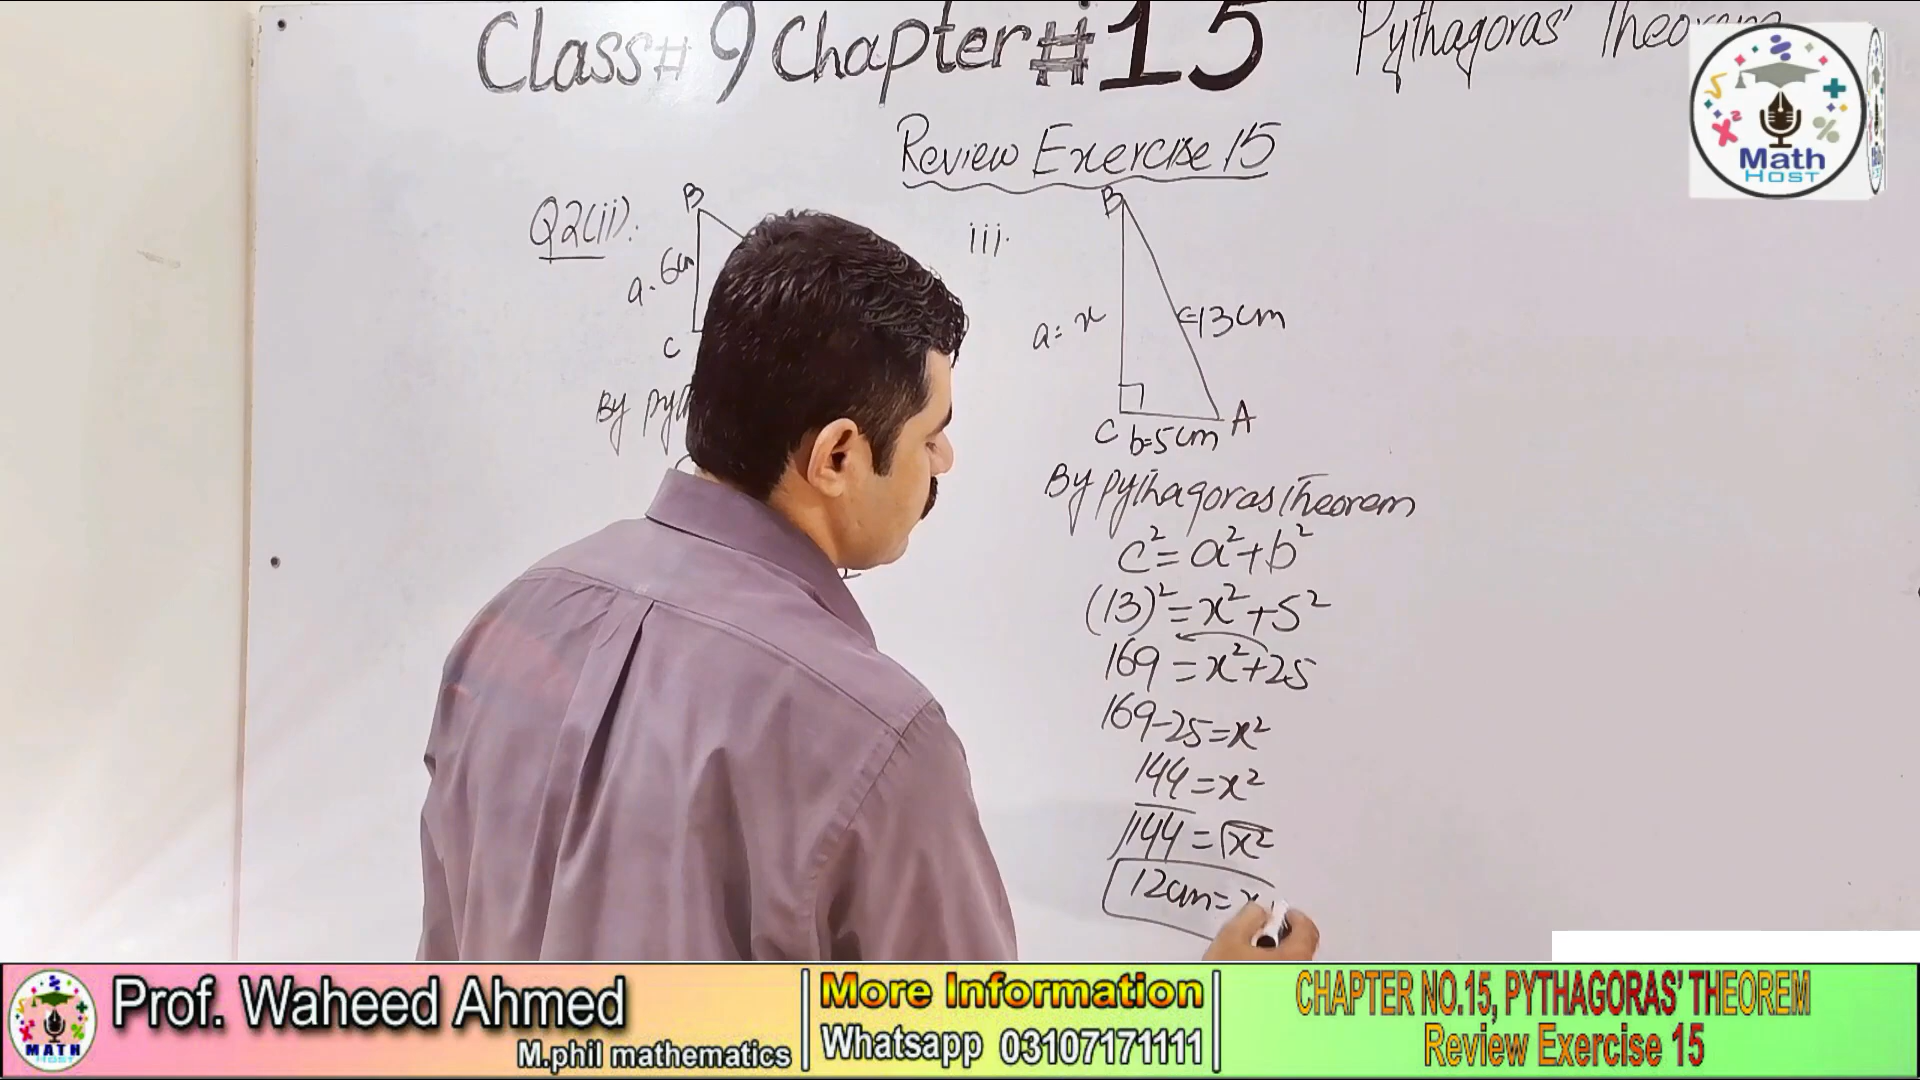 Class# 9 Chapter #15
Pythagoras' Theorem
Math
HOST
Review Exercise 15
Q2(ii).
B
a. 6cm
C
By pyth
iii.
B
a = x
c=13cm
C
b=5cm
A
By pythagoras Theorem
c² = a²+b²
(13)² = x²+5²
169 = x²+25
169-25=x²
144=x²
√144 = √x²
12cm=x
MATH
HOST
Prof. Waheed Ahmed
M.phil mathematics
More Information
Whatsapp 03107171111
CHAPTER NO.15, PYTHAGORAS' THEOREM
Review Exercise 15